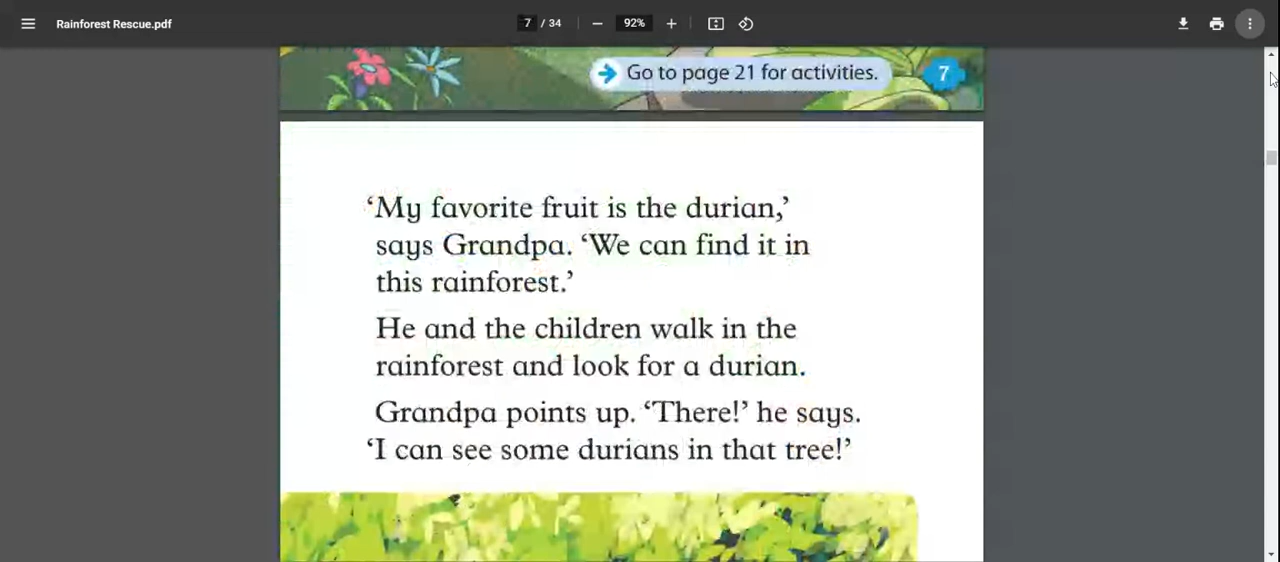 Rainforest Rescue.pdf
7 / 34
92%
Go to page 21 for activities.
7
‘My favorite fruit is the durian,’
says Grandpa. ‘We can find it in
this rainforest.’
He and the children walk in the
rainforest and look for a durian.
Grandpa points up. ‘There!’ he says.
‘I can see some durians in that tree!’